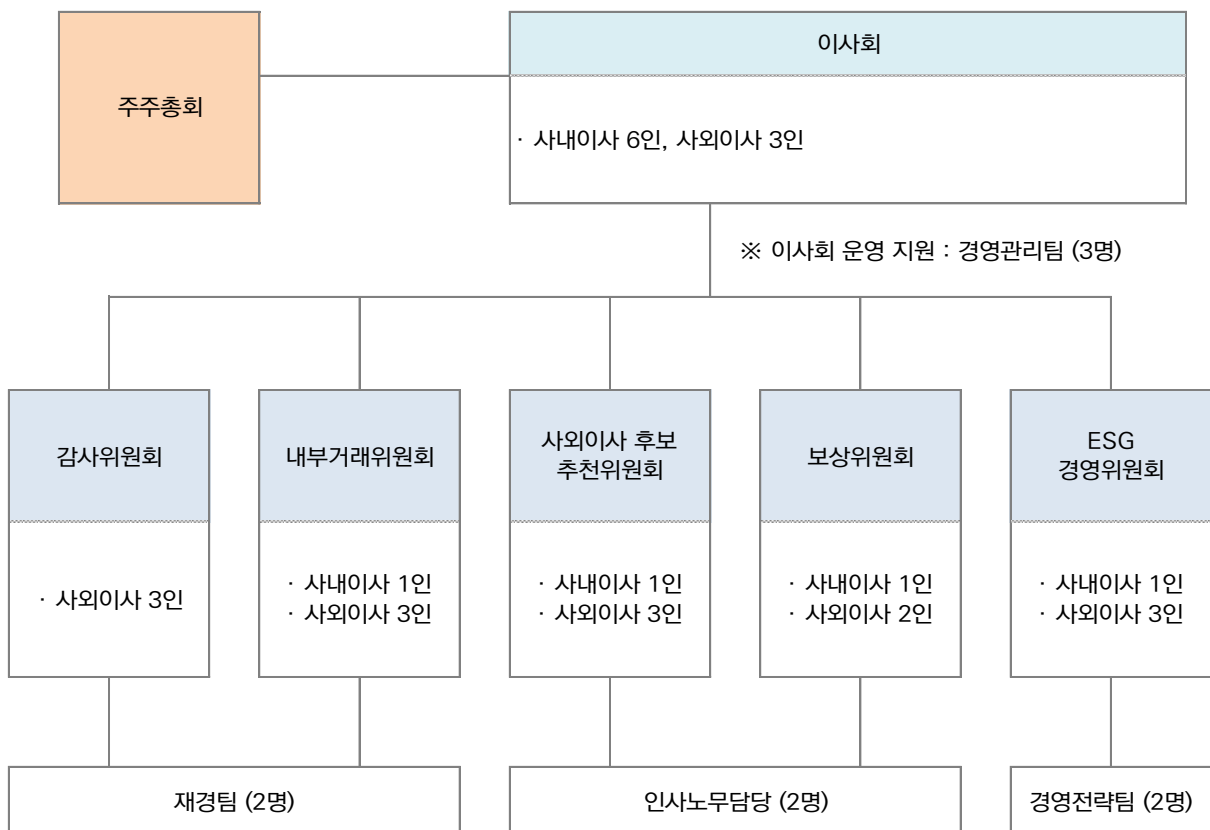 이사회
주주총회
· 사내이사 6인, 사외이사 3인
※ 이사회 운영 지원 : 경영관리팀 (3명)
감사위원회
내부거래위원회
사외이사 후보
추천위원회
보상위원회
ESG
경영위원회
· 사외이사 3인
· 사내이사 1인
· 사외이사 3인
· 사내이사 1인
· 사외이사 3인
· 사내이사 1인
· 사외이사 2인
· 사내이사 1인
· 사외이사 3인
재경팀 (2명)
인사노무담당 (2명)
경영전략팀 (2명)